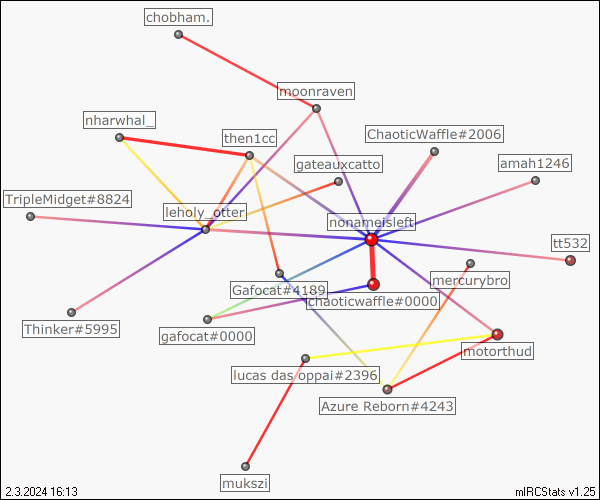 chobham.
moonraven
nharwhal_
then1cc
ChaoticWaffle#2006
gateauxcatto
amah1246
TripleMidget#8824
leholy_otter
nonameisleft
tt532
Gafocat#4189
mercurybro
chaoticwaffle#0000
Thinker#5995
gafocat#0000
motorthud
lucas das oppai#2396
Azure Reborn#4243
mukszi
2.3.2024 16:13
mIRCStats v1.25